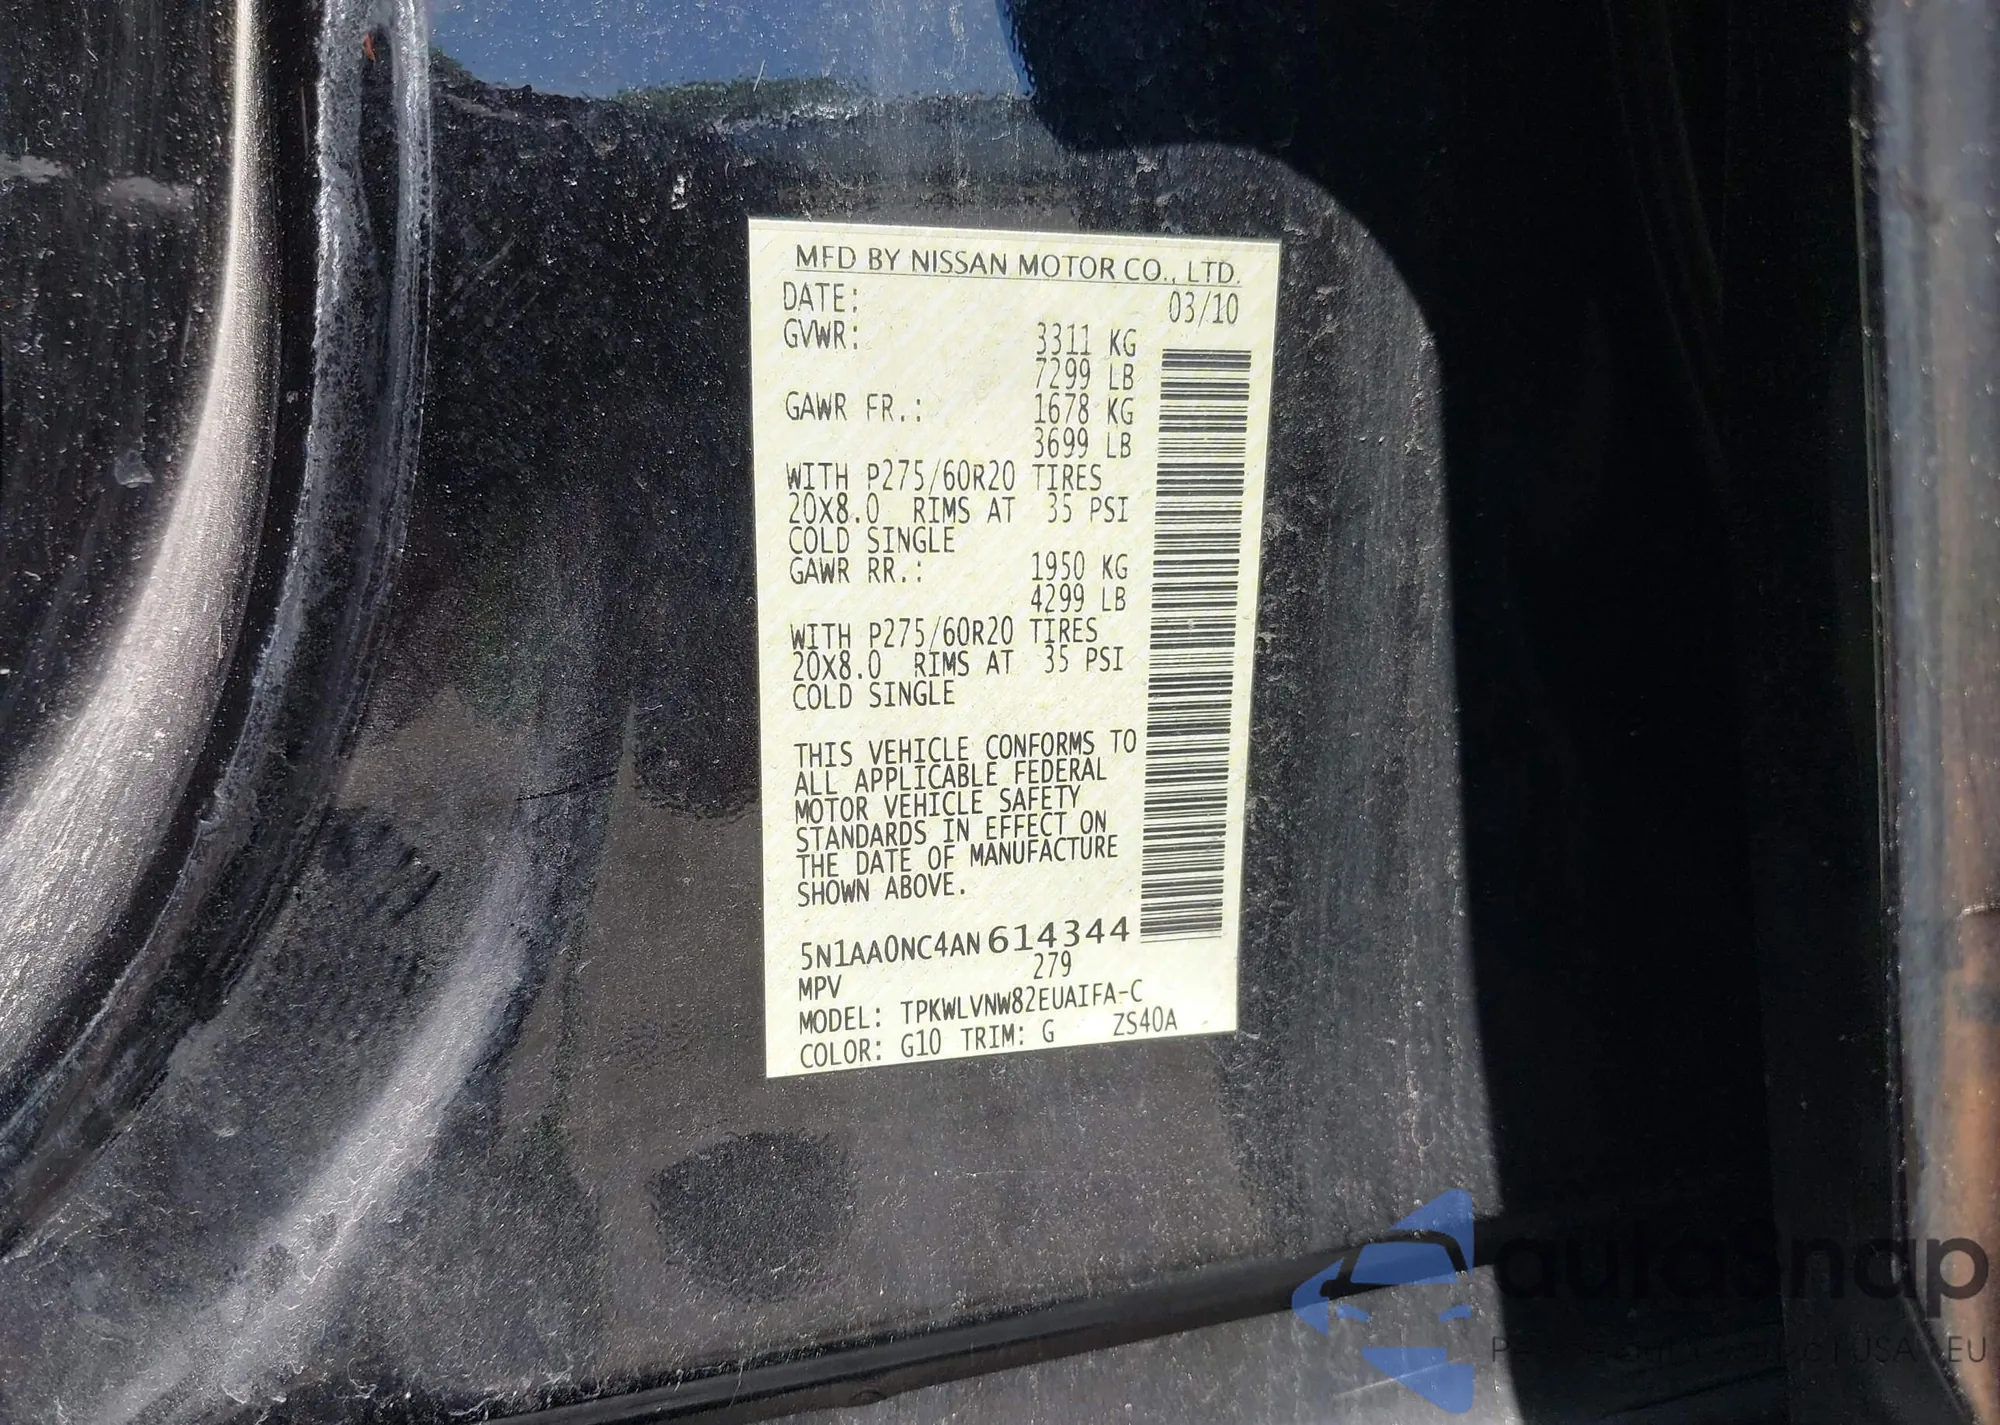 MFD BY NISSAN MOTOR CO., LTD.
DATE: 03/10
GVWR: 3311 KG
7299 LB
GAWR FR.: 1678 KG
3699 LB
WITH P275/60R20 TIRES
20X8.0 RIMS AT 35 PSI
COLD SINGLE
GAWR RR.: 1950 KG
4299 LB
WITH P275/60R20 TIRES
20X8.0 RIMS AT 35 PSI
COLD SINGLE
THIS VEHICLE CONFORMS TO
ALL APPLICABLE FEDERAL
MOTOR VEHICLE SAFETY
STANDARDS IN EFFECT ON
THE DATE OF MANUFACTURE
SHOWN ABOVE.
5N1AA0NC4AN614344
MPV 279
MODEL: TPKWLVNW82EUAIFA-C
COLOR: G10 TRIM: G ZS40A
aulasnap
USA EU